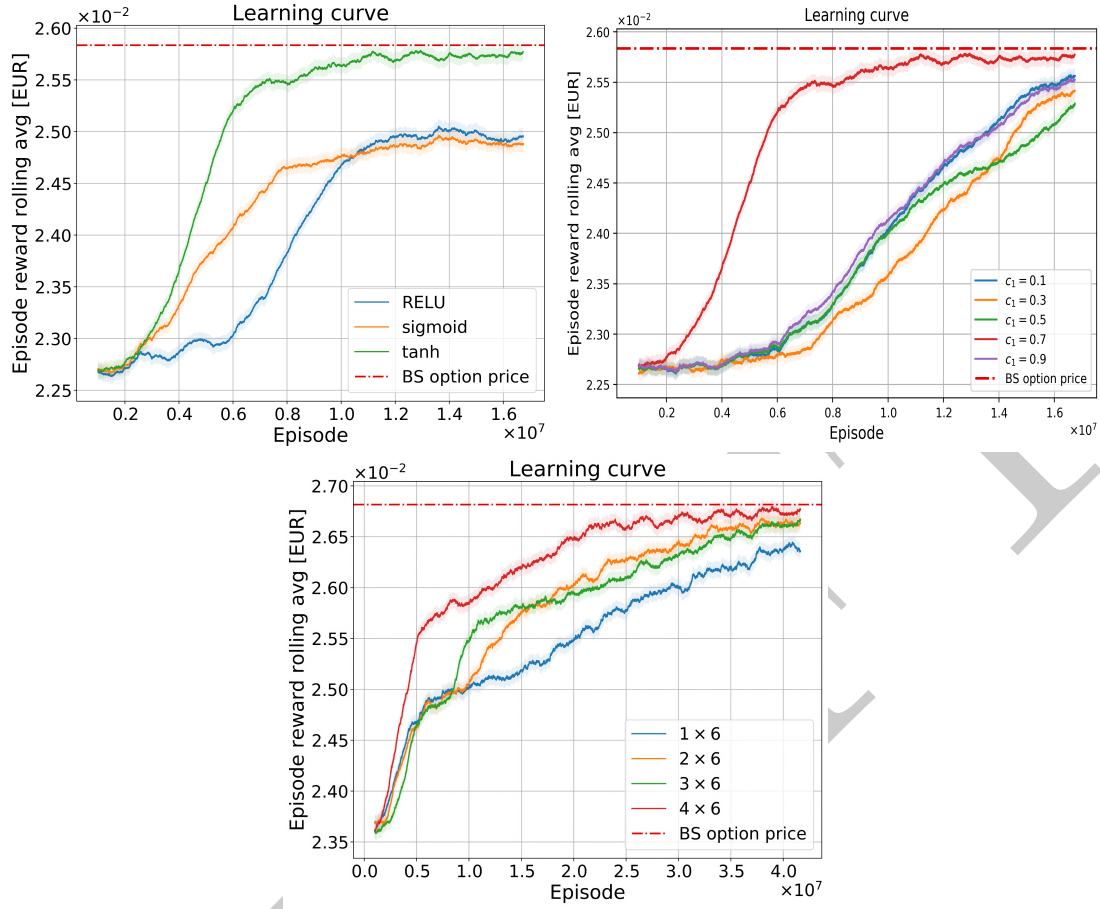 Learning curve
×10⁻²
2.60
2.55
2.50
2.45
2.40
2.35
2.30
2.25
Episode reward rolling avg [EUR]
RELU
sigmoid
tanh
BS option price
0.2 0.4 0.6 0.8 1.0 1.2 1.4 1.6
Episode
×10⁷
Learning curve
×10⁻²
2.60
2.55
2.50
2.45
2.40
2.35
2.30
2.25
Episode reward rolling avg [EUR]
c₁ = 0.1
c₁ = 0.3
c₁ = 0.5
c₁ = 0.7
c₁ = 0.9
BS option price
0.2 0.4 0.6 0.8 1.0 1.2 1.4 1.6
Episode
×10⁷
Learning curve
×10⁻²
2.70
2.65
2.60
2.55
2.50
2.45
2.40
2.35
Episode reward rolling avg [EUR]
1 × 6
2 × 6
3 × 6
4 × 6
BS option price
0.0 0.5 1.0 1.5 2.0 2.5 3.0 3.5 4.0
Episode
×10⁷